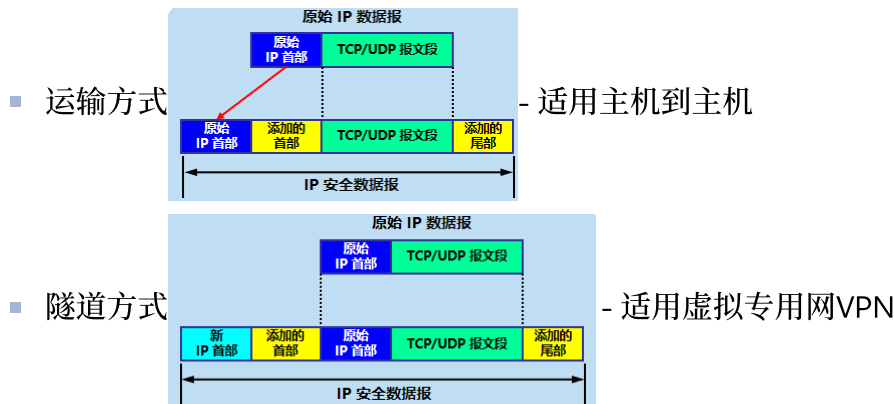 原始 IP 数据报
原始
IP 首部
TCP/UDP 报文段
运输方式
- 适用主机到主机
原始
IP 首部
添加的
首部
TCP/UDP 报文段
添加的
尾部
IP 安全数据报
原始 IP 数据报
原始
IP 首部
TCP/UDP 报文段
隧道方式
- 适用虚拟专用网VPN
新
IP 首部
添加的
首部
原始
IP 首部
TCP/UDP 报文段
添加的
尾部
IP 安全数据报